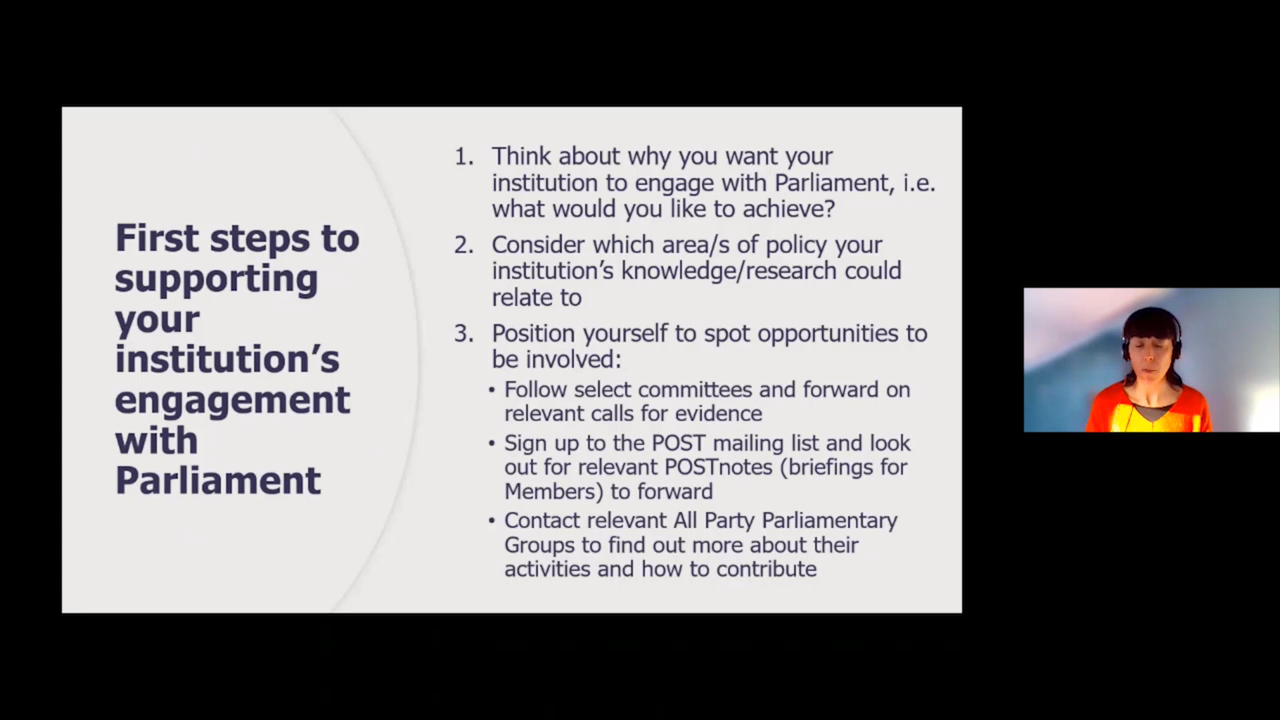 First steps to
supporting
your
institution's
engagement
with
Parliament
1. Think about why you want your
institution to engage with Parliament, i.e.
what would you like to achieve?
2. Consider which area/s of policy your
institution's knowledge/research could
relate to
3. Position yourself to spot opportunities to
be involved:
• Follow select committees and forward on
relevant calls for evidence
• Sign up to the POST mailing list and look
out for relevant POSTnotes (briefings for
Members) to forward
• Contact relevant All Party Parliamentary
Groups to find out more about their
activities and how to contribute